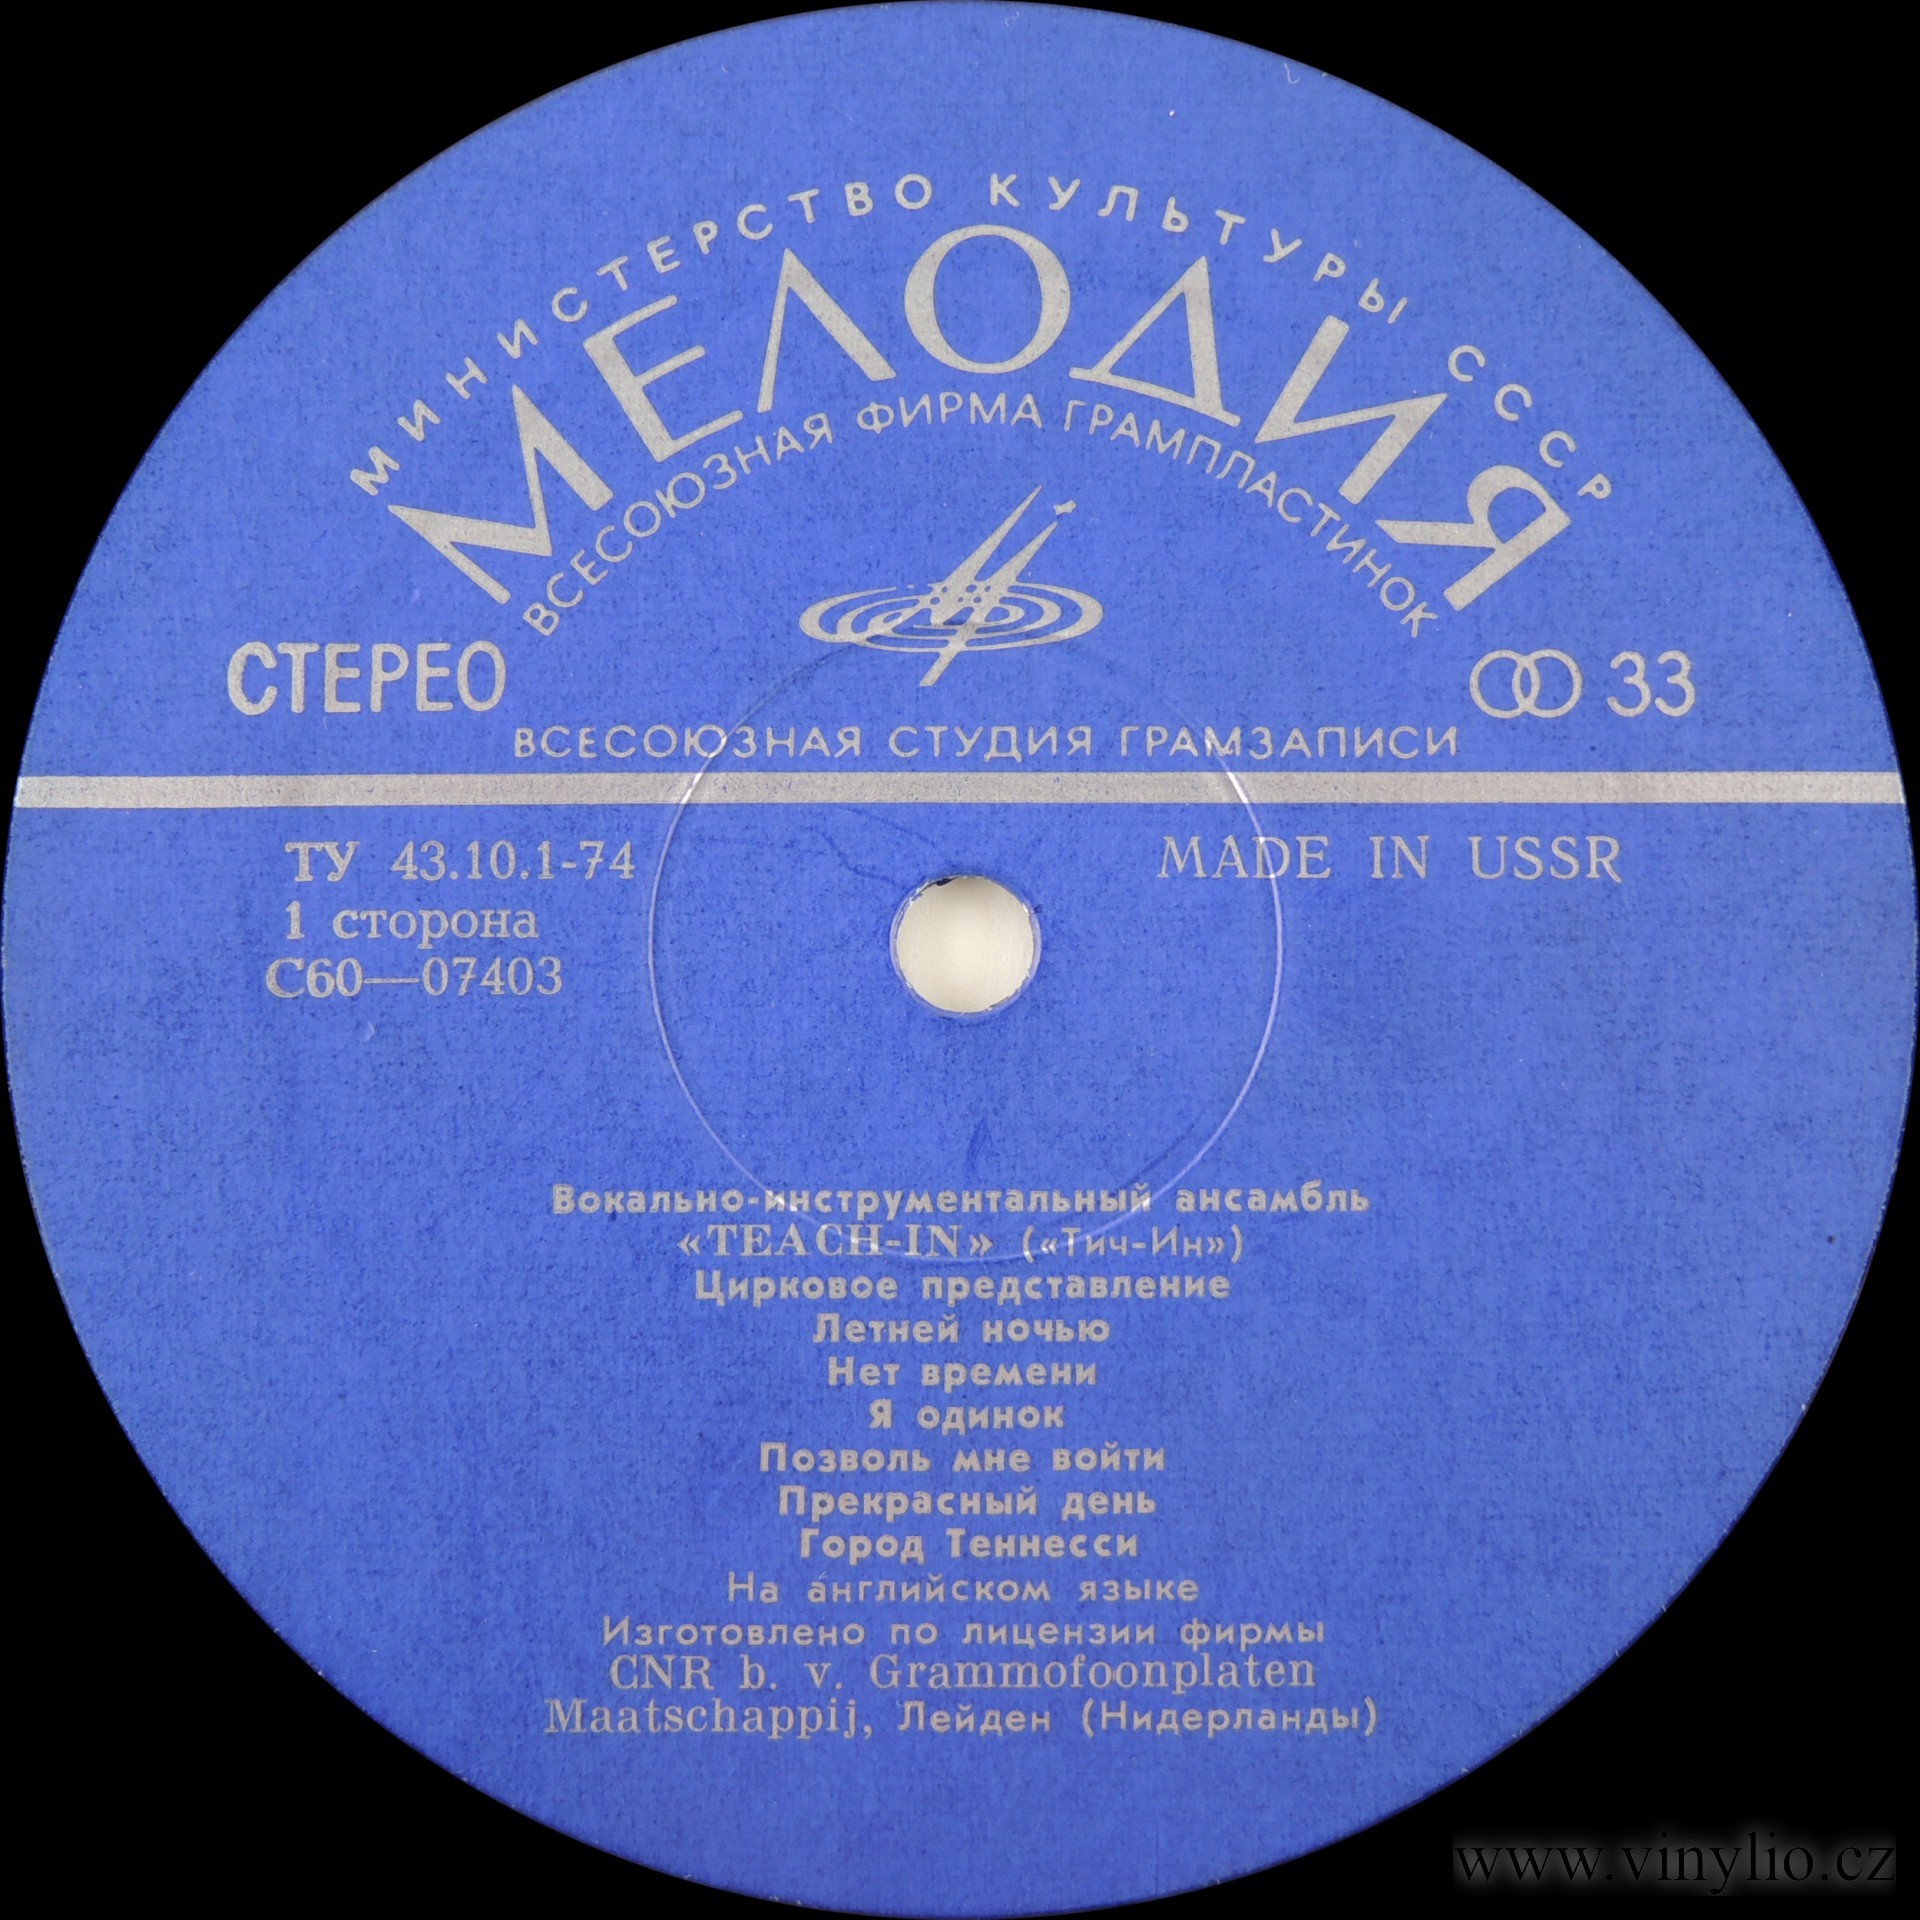 МИНИСТЕРСТВО КУЛЬТУРЫ СССР
МЕЛОДИЯ
ВСЕСОЮЗНАЯ ФИРМА ГРАМПЛАСТИНОК
СТЕРЕО
33
ВСЕСОЮЗНАЯ СТУДИЯ ГРАМЗАПИСИ
ТУ 43.10.1-74
MADE IN USSR
1 сторона
С60—07403
Вокально-инструментальный ансамбль
«TEACH-IN» («Тич-Ин»)
Цирковое представление
Летней ночью
Нет времени
Я одинок
Позволь мне войти
Прекрасный день
Город Теннесси
На английском языке
Изготовлено по лицензии фирмы
CNR b. v. Grammofoonplaten
Maatschappij, Лейден (Нидерланды)
www.vinylio.cz